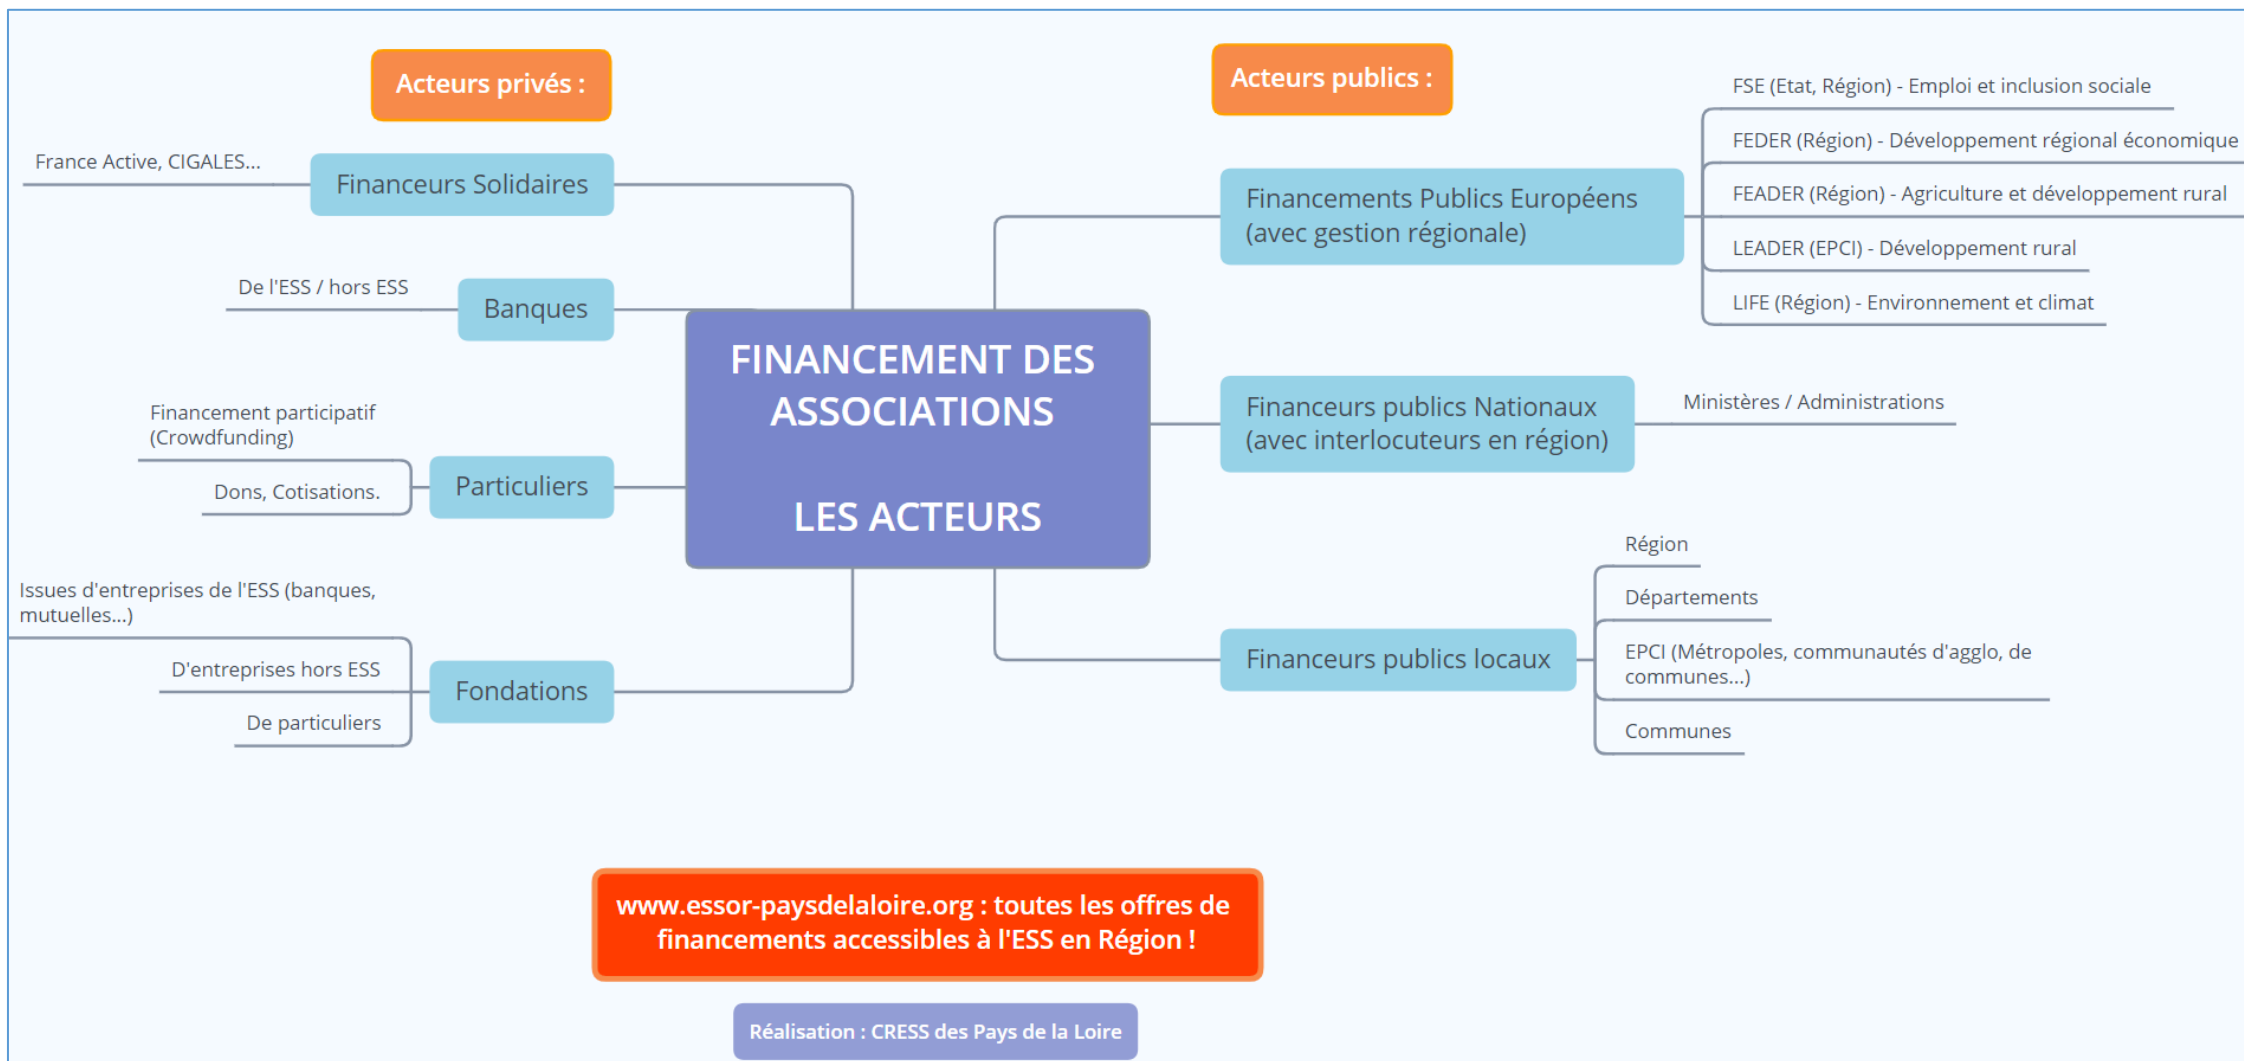 Acteurs privés :
France Active, CIGALES...
Financeurs Solidaires
De l'ESS / hors ESS
Banques
Financement participatif
(Crowdfunding)
Dons, Cotisations.
Particuliers
Issues d'entreprises de l'ESS (banques,
mutuelles...)
D'entreprises hors ESS
De particuliers
Fondations
FINANCEMENT DES
ASSOCIATIONS
LES ACTEURS
Acteurs publics :
Financements Publics Européens
(avec gestion régionale)
FSE (Etat, Région) - Emploi et inclusion sociale
FEDER (Région) - Développement régional économique
FEADER (Région) - Agriculture et développement rural
LEADER (EPCI) - Développement rural
LIFE (Région) - Environnement et climat
Financeurs publics Nationaux
(avec interlocuteurs en région)
Ministères / Administrations
Financeurs publics locaux
Région
Départements
EPCI (Métropoles, communautés d'agglo, de
communes...)
Communes
www.essor-paysdelaloire.org : toutes les offres de
financements accessibles à l'ESS en Région !
Réalisation : CRESS des Pays de la Loire